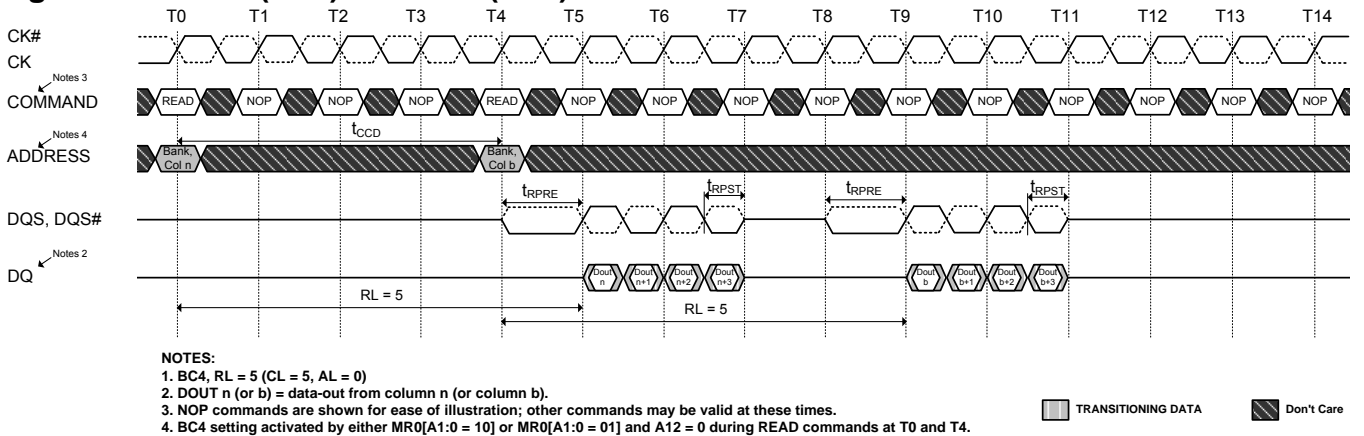 T0 T1 T2 T3 T4 T5 T6 T7 T8 T9 T10 T11 T12 T13 T14
CK#
CK
Notes 3
COMMAND READ NOP NOP NOP READ NOP NOP NOP NOP NOP NOP NOP NOP NOP NOP
tCCD
Notes 4
ADDRESS
Bank, Col n
Bank, Col b
tRPRE tRPST tRPRE tRPST
DQS, DQS#
Notes 2
DQ
Dout n Dout n+1 Dout n+2 Dout n+3 Dout b Dout b+1 Dout b+2 Dout b+3
RL = 5
RL = 5
NOTES:
1. BC4, RL = 5 (CL = 5, AL = 0)
2. DOUT n (or b) = data-out from column n (or column b).
3. NOP commands are shown for ease of illustration; other commands may be valid at these times.
4. BC4 setting activated by either MR0[A1:0 = 10] or MR0[A1:0 = 01] and A12 = 0 during READ commands at T0 and T4.
TRANSITIONING DATA
Don't Care